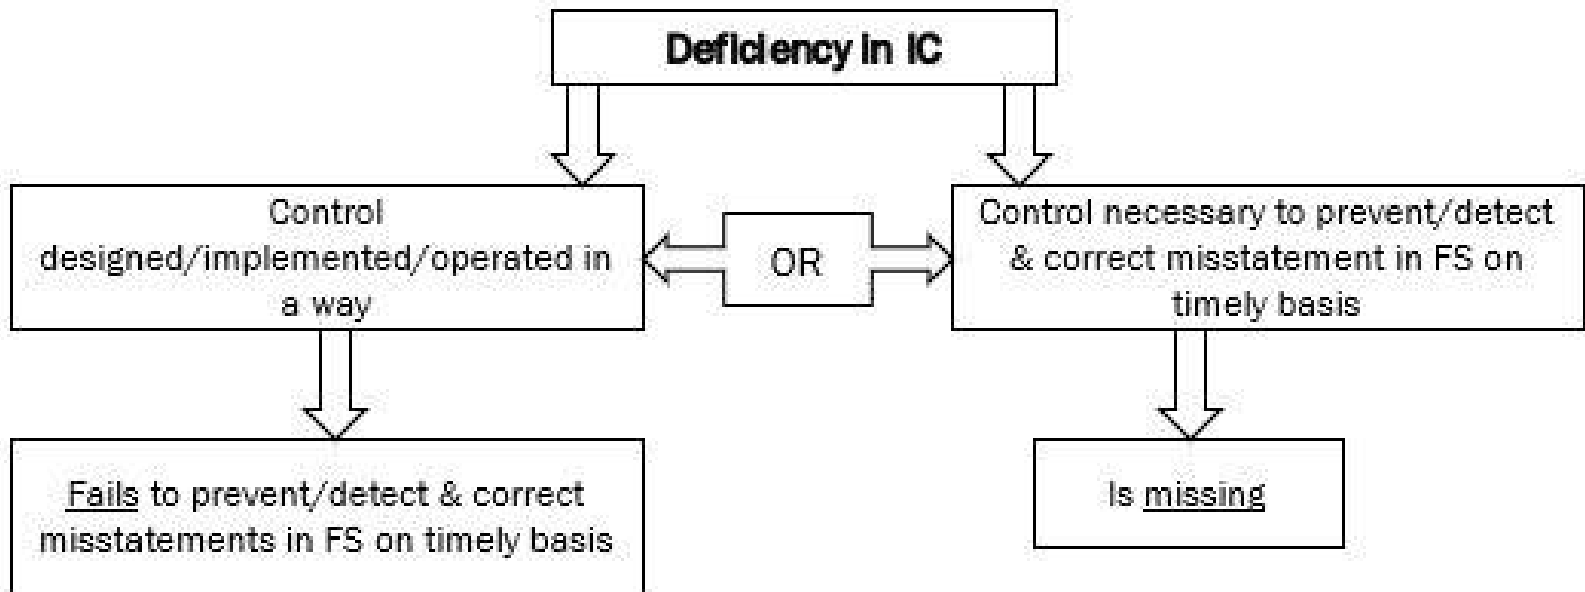 Deficiency in IC
Control
designed/implemented/operated in
a way
OR
Control necessary to prevent/detect
& correct misstatement in FS on
timely basis
Fails to prevent/detect & correct
misstatements in FS on timely basis
Is missing